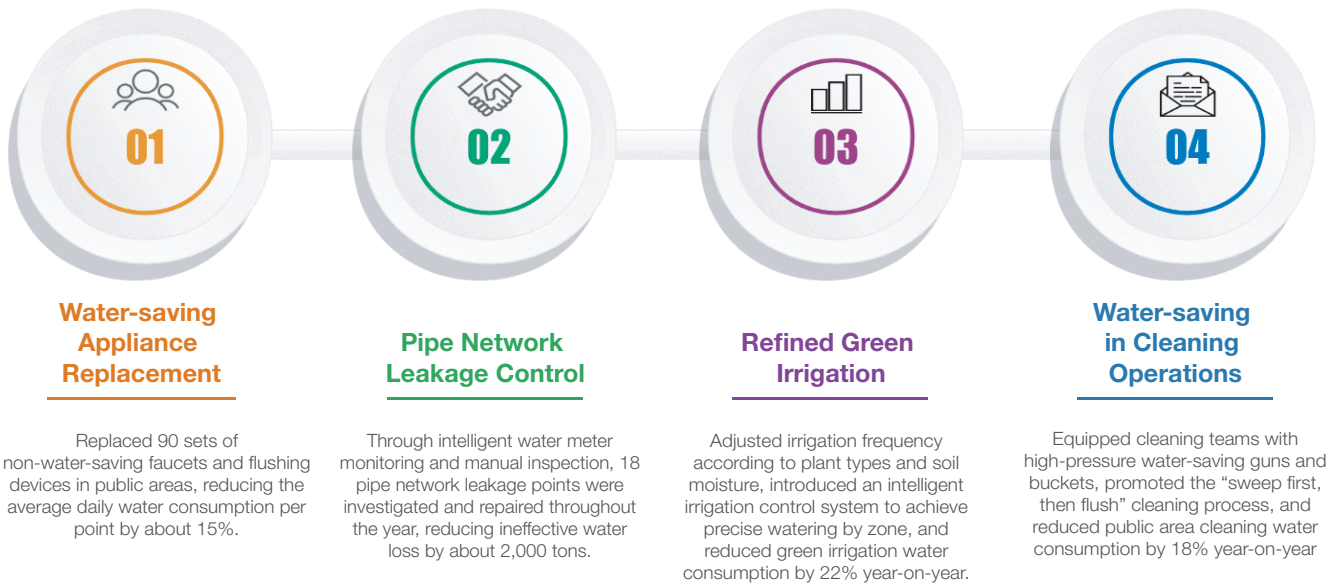 01
Water-saving
Appliance
Replacement
Replaced 90 sets of
non-water-saving faucets and flushing
devices in public areas, reducing the
average daily water consumption per
point by about 15%.
02
Pipe Network
Leakage Control
Through intelligent water meter
monitoring and manual inspection, 18
pipe network leakage points were
investigated and repaired throughout
the year, reducing ineffective water
loss by about 2,000 tons.
03
Refined Green
Irrigation
Adjusted irrigation frequency
according to plant types and soil
moisture, introduced an intelligent
irrigation control system to achieve
precise watering by zone, and
reduced green irrigation water
consumption by 22% year-on-year.
04
Water-saving
in Cleaning
Operations
Equipped cleaning teams with
high-pressure water-saving guns and
buckets, promoted the “sweep first,
then flush” cleaning process, and
reduced public area cleaning water
consumption by 18% year-on-year